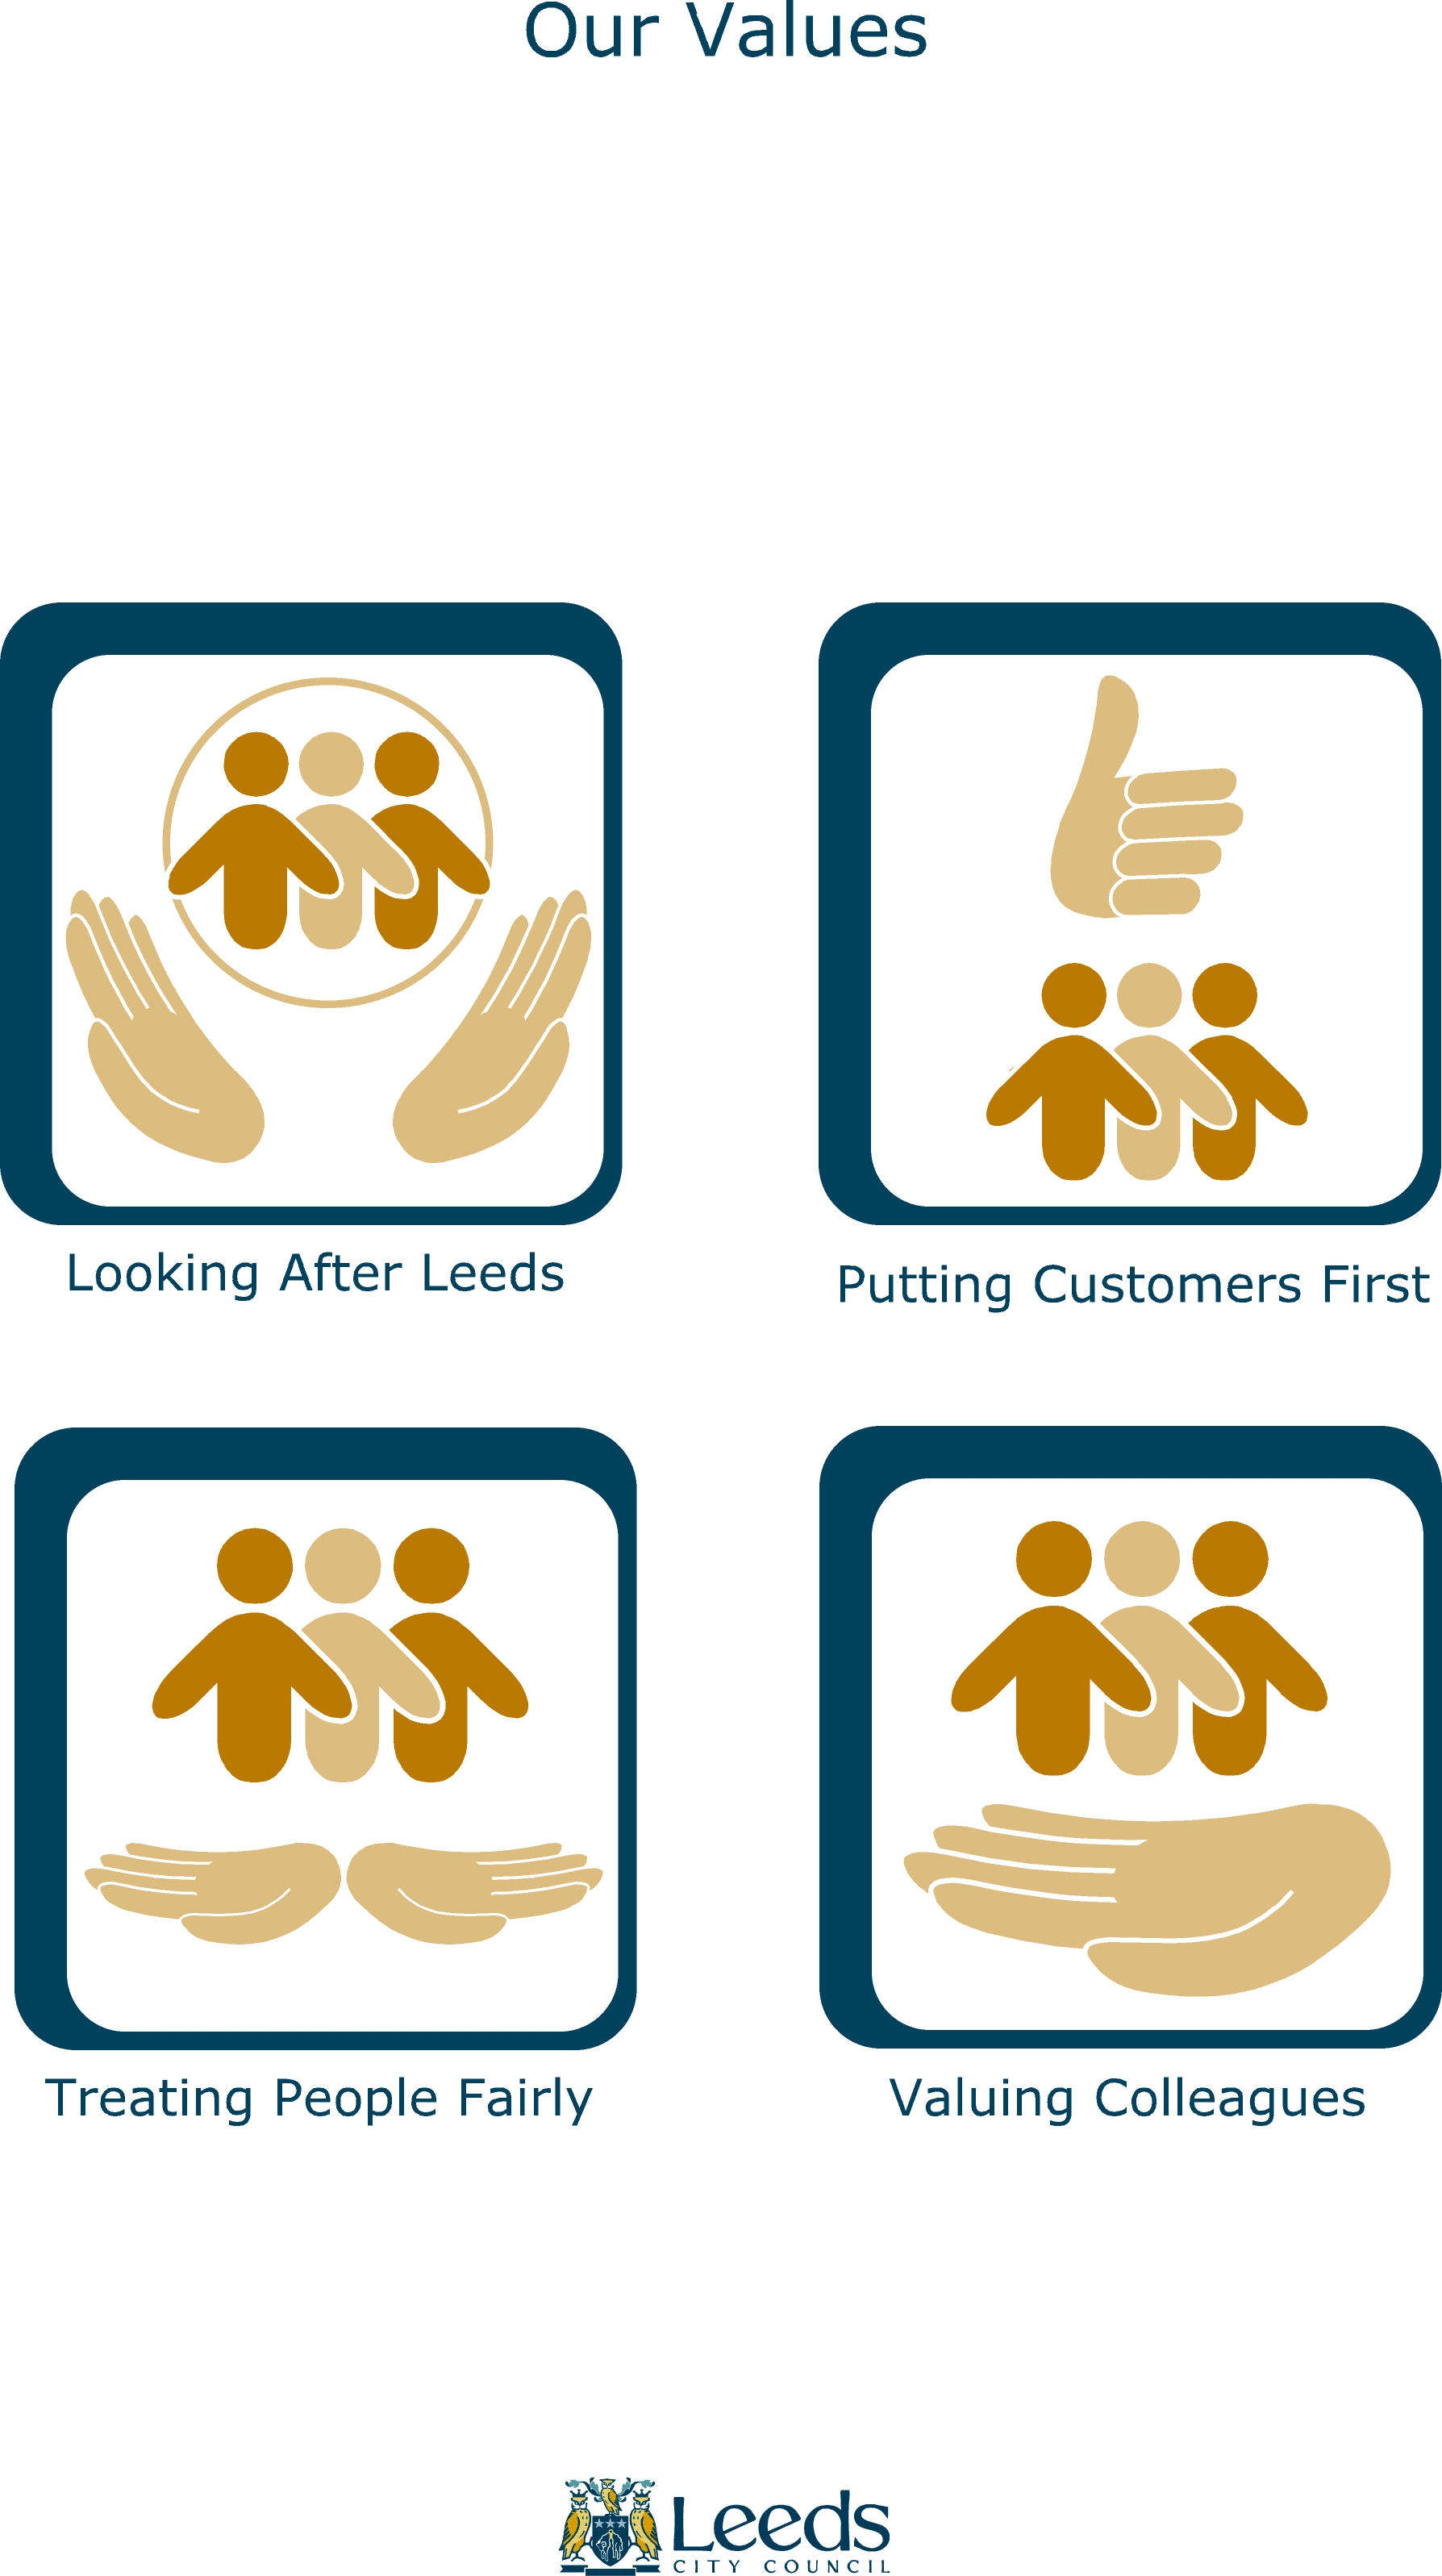 Our Values
Looking After Leeds
Putting Customers First
Treating People Fairly
Valuing Colleagues
Leeds
CITY COUNCIL